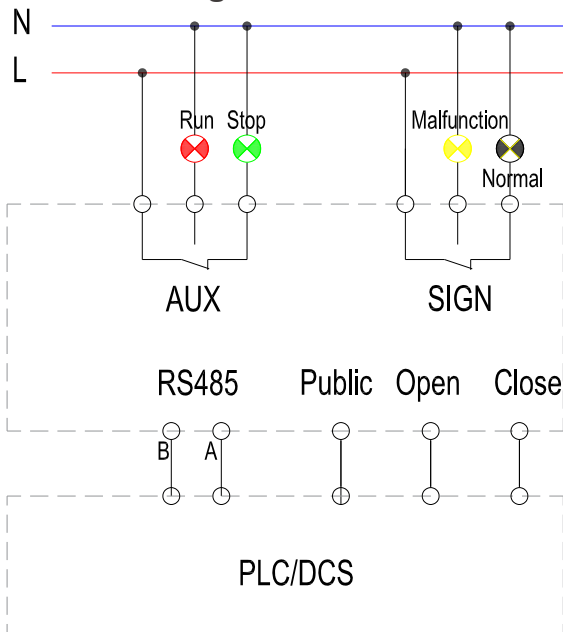 N
L
Run Stop
Malfunction
Normal
AUX
SIGN
RS485
Public
Open
Close
B
A
PLC/DCS